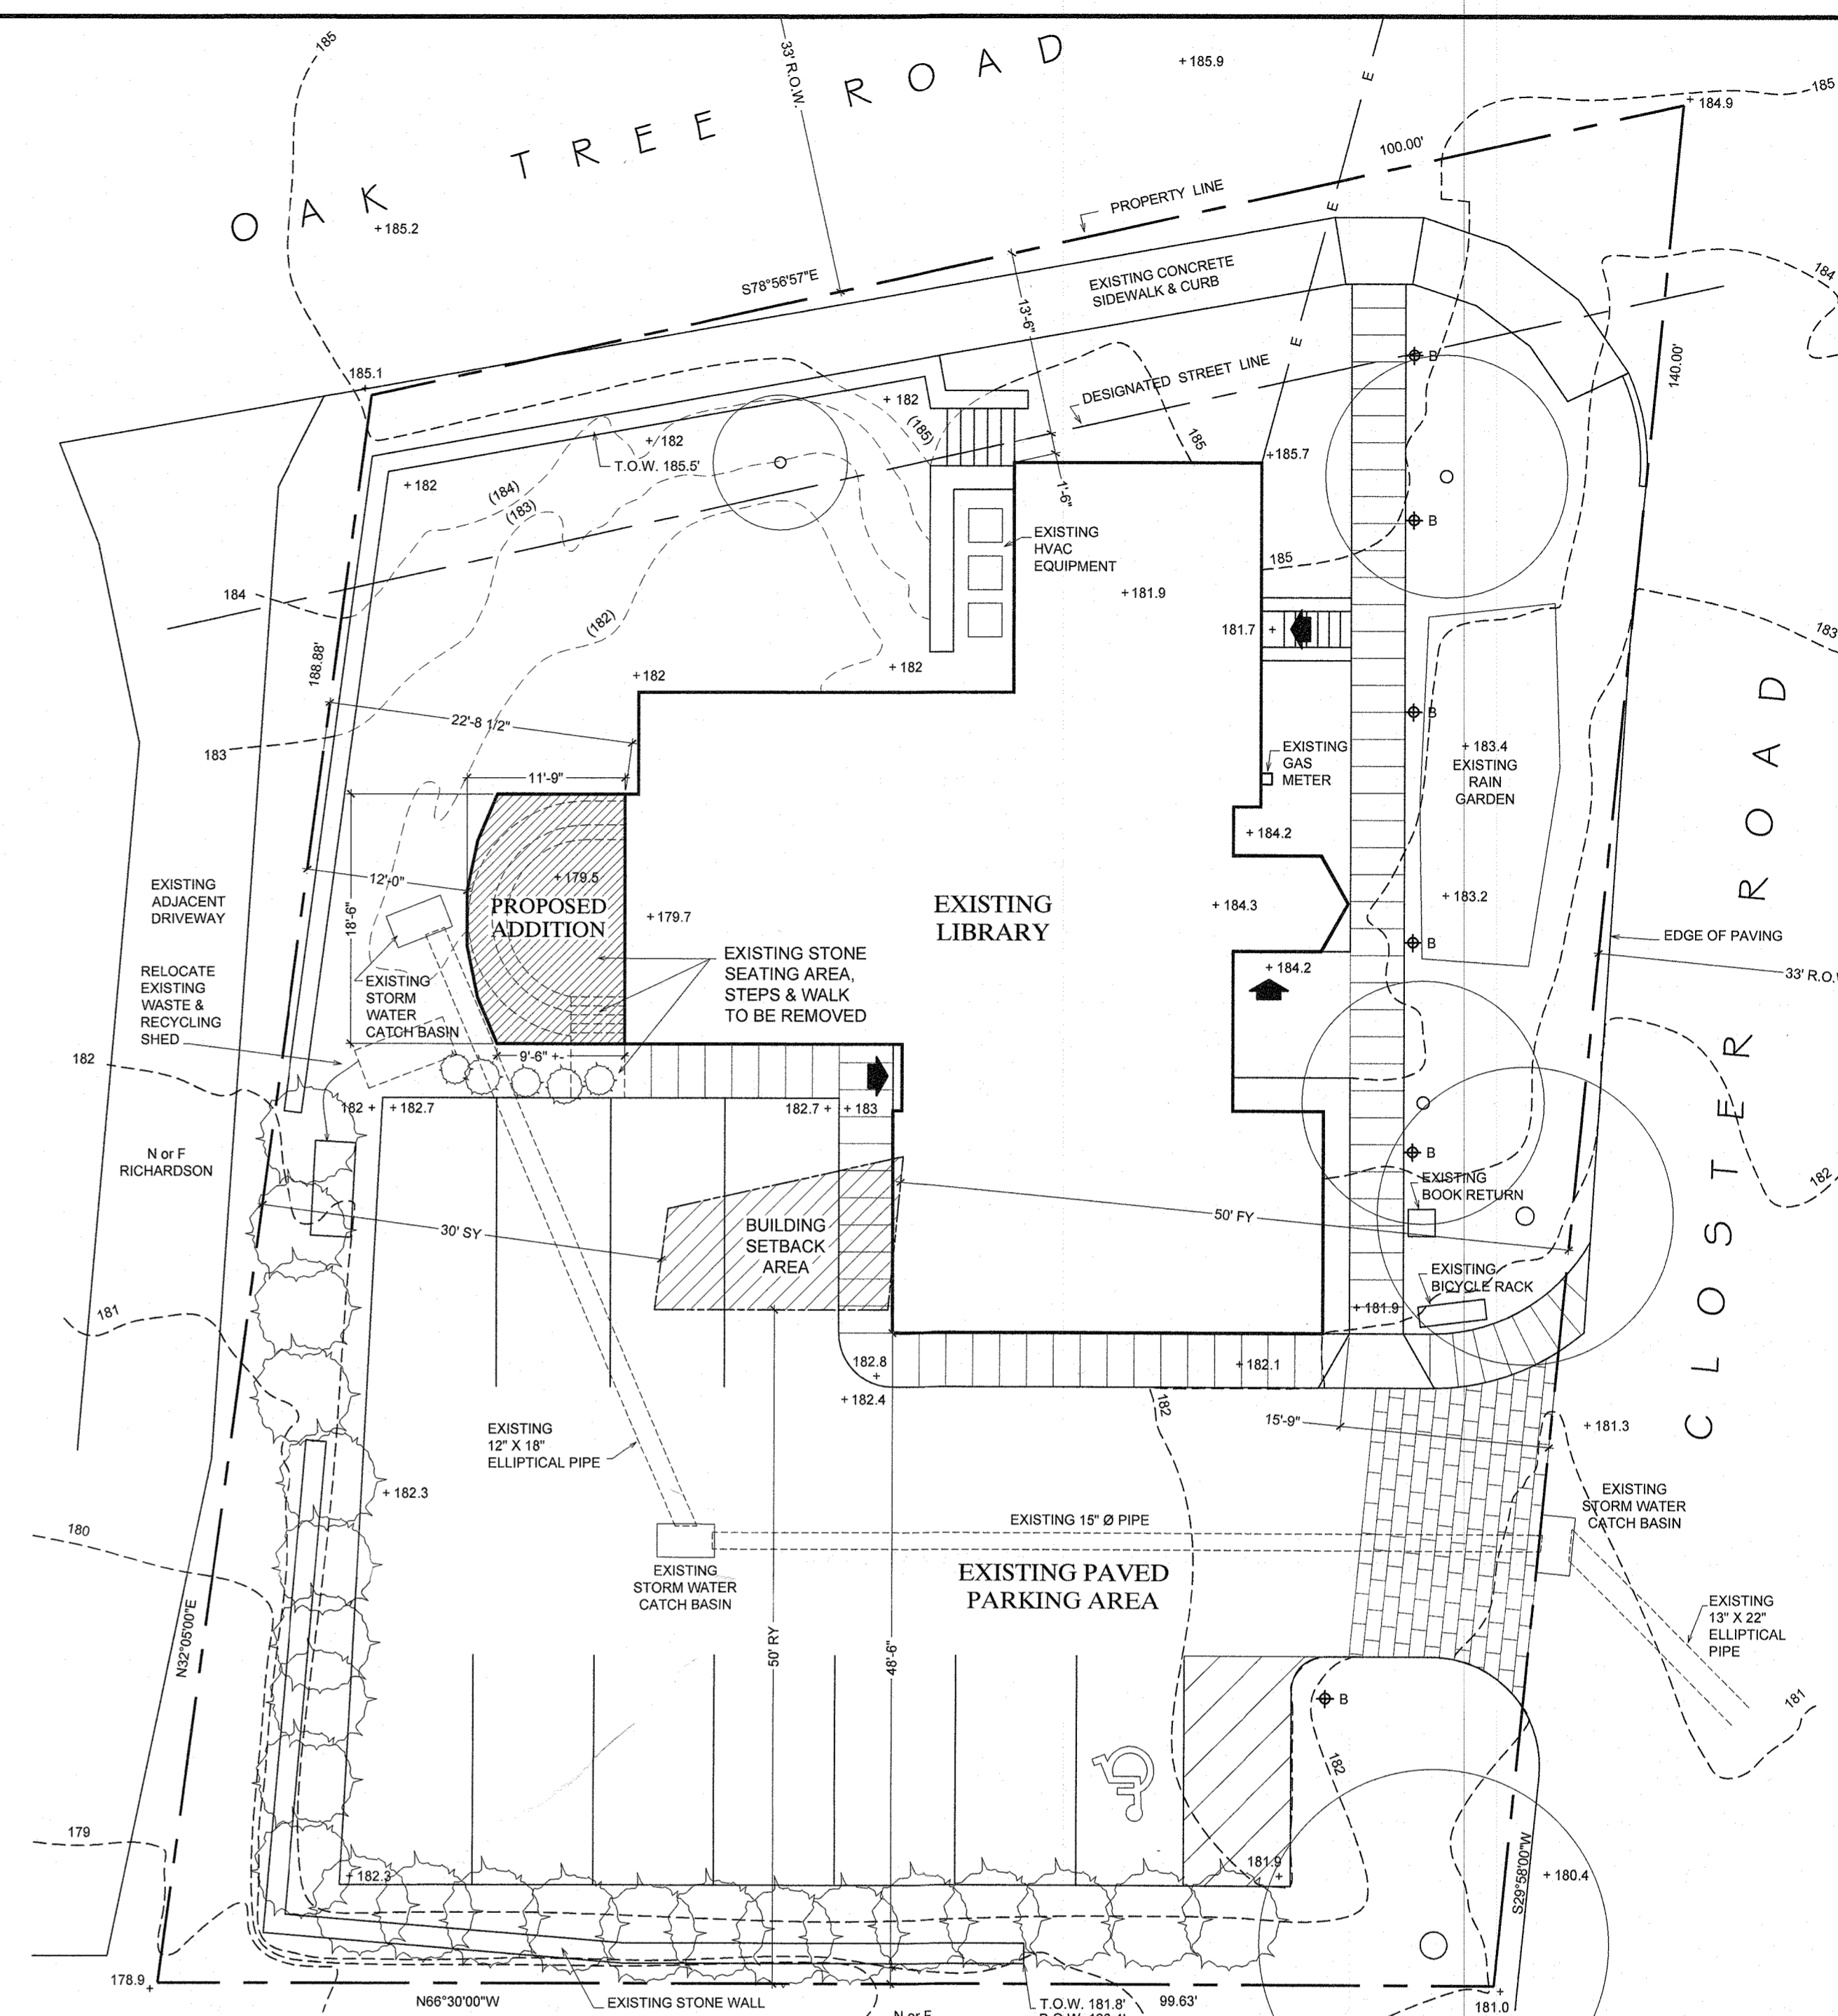 OAK TREE ROAD
185
33' R.O.W.
E
E
+ 185.9
185
+ 184.9
100.00'
PROPERTY LINE
+ 185.2
S78°56'57"E
EXISTING CONCRETE
SIDEWALK & CURB
E
184
13'-6"
E
140.00'
DESIGNATED STREET LINE
185.1
+ 182
(185)
185
+ 185.7
B
+ 182
T.O.W. 185.5'
+ 182
(184)
(183)
1'-6"
B
EXISTING
HVAC
EQUIPMENT
185
184
+ 181.9
(182)
181.7 +
183
188.88'
+ 182
+ 182
22'-8 1/2"
B
183
11'-9"
EXISTING
GAS
METER
+ 183.4
EXISTING
RAIN
GARDEN
CLOSTER ROAD
+ 184.2
12'-0"
18'-6"
+ 179.5
PROPOSED
ADDITION
+ 179.7
EXISTING
LIBRARY
+ 184.3
+ 183.2
EXISTING
ADJACENT
DRIVEWAY
B
EDGE OF PAVING
33' R.O.W
RELOCATE
EXISTING
WASTE &
RECYCLING
SHED
EXISTING
STORM
WATER
CATCH BASIN
EXISTING STONE
SEATING AREA,
STEPS & WALK
TO BE REMOVED
+ 184.2
182
9'-6" +-
182 +
+ 182.7
182.7 +
+ 183
N or F
RICHARDSON
B
182
EXISTING
BOOK RETURN
30' SY
BUILDING
SETBACK
AREA
50' FY
EXISTING
BICYCLE RACK
181
+ 181.9
182.8
+
+ 182.4
+ 182.1
182
15'-9"
+ 181.3
EXISTING
12" X 18"
ELLIPTICAL PIPE
+ 182.3
EXISTING
STORM WATER
CATCH BASIN
180
EXISTING 15" Ø PIPE
EXISTING
STORM WATER
CATCH BASIN
EXISTING PAVED
PARKING AREA
EXISTING
13" X 22"
ELLIPTICAL
PIPE
N32°05'00"E
50' RY
48'-6"
B
181
182
179
+ 182.3
181.9
+
S29°58'00"W
+ 180.4
178.9 +
N66°30'00"W
EXISTING STONE WALL
T.O.W. 181.8'
99.63'
+
181.0
N or F